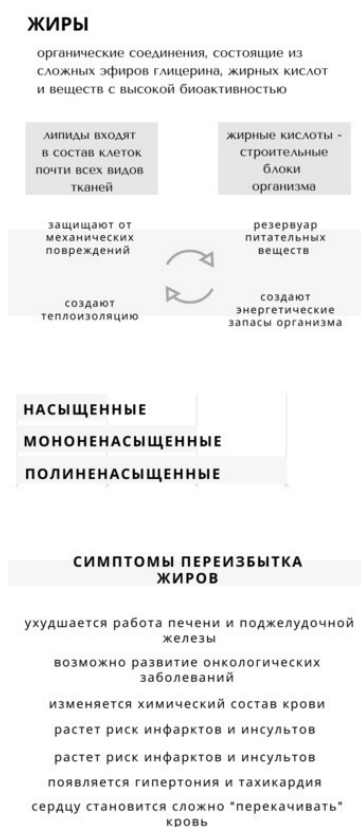 ЖИРЫ
органические соединения, состоящие из
сложных эфиров глицерина, жирных кислот
и веществ с высокой биоактивностью
липиды входят
в состав клеток
почти всех видов
тканей
жирные кислоты -
строительные
блоки
организма
защищают от
механических
повреждений
резервуар
питательных
веществ
создают
теплоизоляцию
создают
энергетические
запасы организма
НАСЫЩЕННЫЕ
МОНОНЕНАСЫЩЕННЫЕ
ПОЛИНЕНАСЫЩЕННЫЕ
СИМПТОМЫ ПЕРЕИЗБЫТКА
ЖИРОВ
ухудшается работа печени и поджелудочной
железы
возможно развитие онкологических
заболеваний
изменяется химический состав крови
растет риск инфарктов и инсультов
растет риск инфарктов и инсультов
появляется гипертония и тахикардия
сердцу становится сложно "перекачивать"
кровь